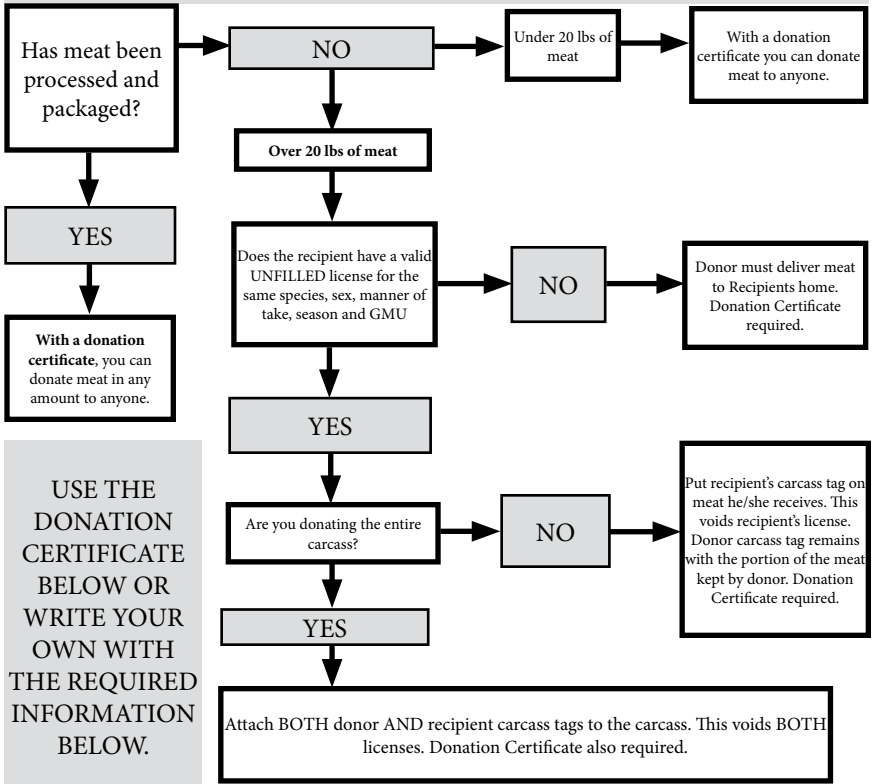 Has meat been
processed and
packaged?
NO
Under 20 lbs of
meat
With a donation
certificate you can donate
meat to anyone.
Over 20 lbs of meat
YES
Does the recipient have a valid
UNFILLED license for the
same species, sex, manner of
take, season and GMU
NO
Donor must deliver meat
to Recipients home.
Donation Certificate
required.
With a donation
certificate, you can
donate meat in any
amount to anyone.
YES
Are you donating the entire
carcass?
NO
Put recipient's carcass tag on
meat he/she receives. This
voids recipient's license.
Donor carcass tag remains
with the portion of the meat
kept by donor. Donation
Certificate required.
YES
USE THE
DONATION
CERTIFICATE
BELOW OR
WRITE YOUR
OWN WITH
THE REQUIRED
INFORMATION
BELOW.
Attach BOTH donor AND recipient carcass tags to the carcass. This voids BOTH
licenses. Donation Certificate also required.